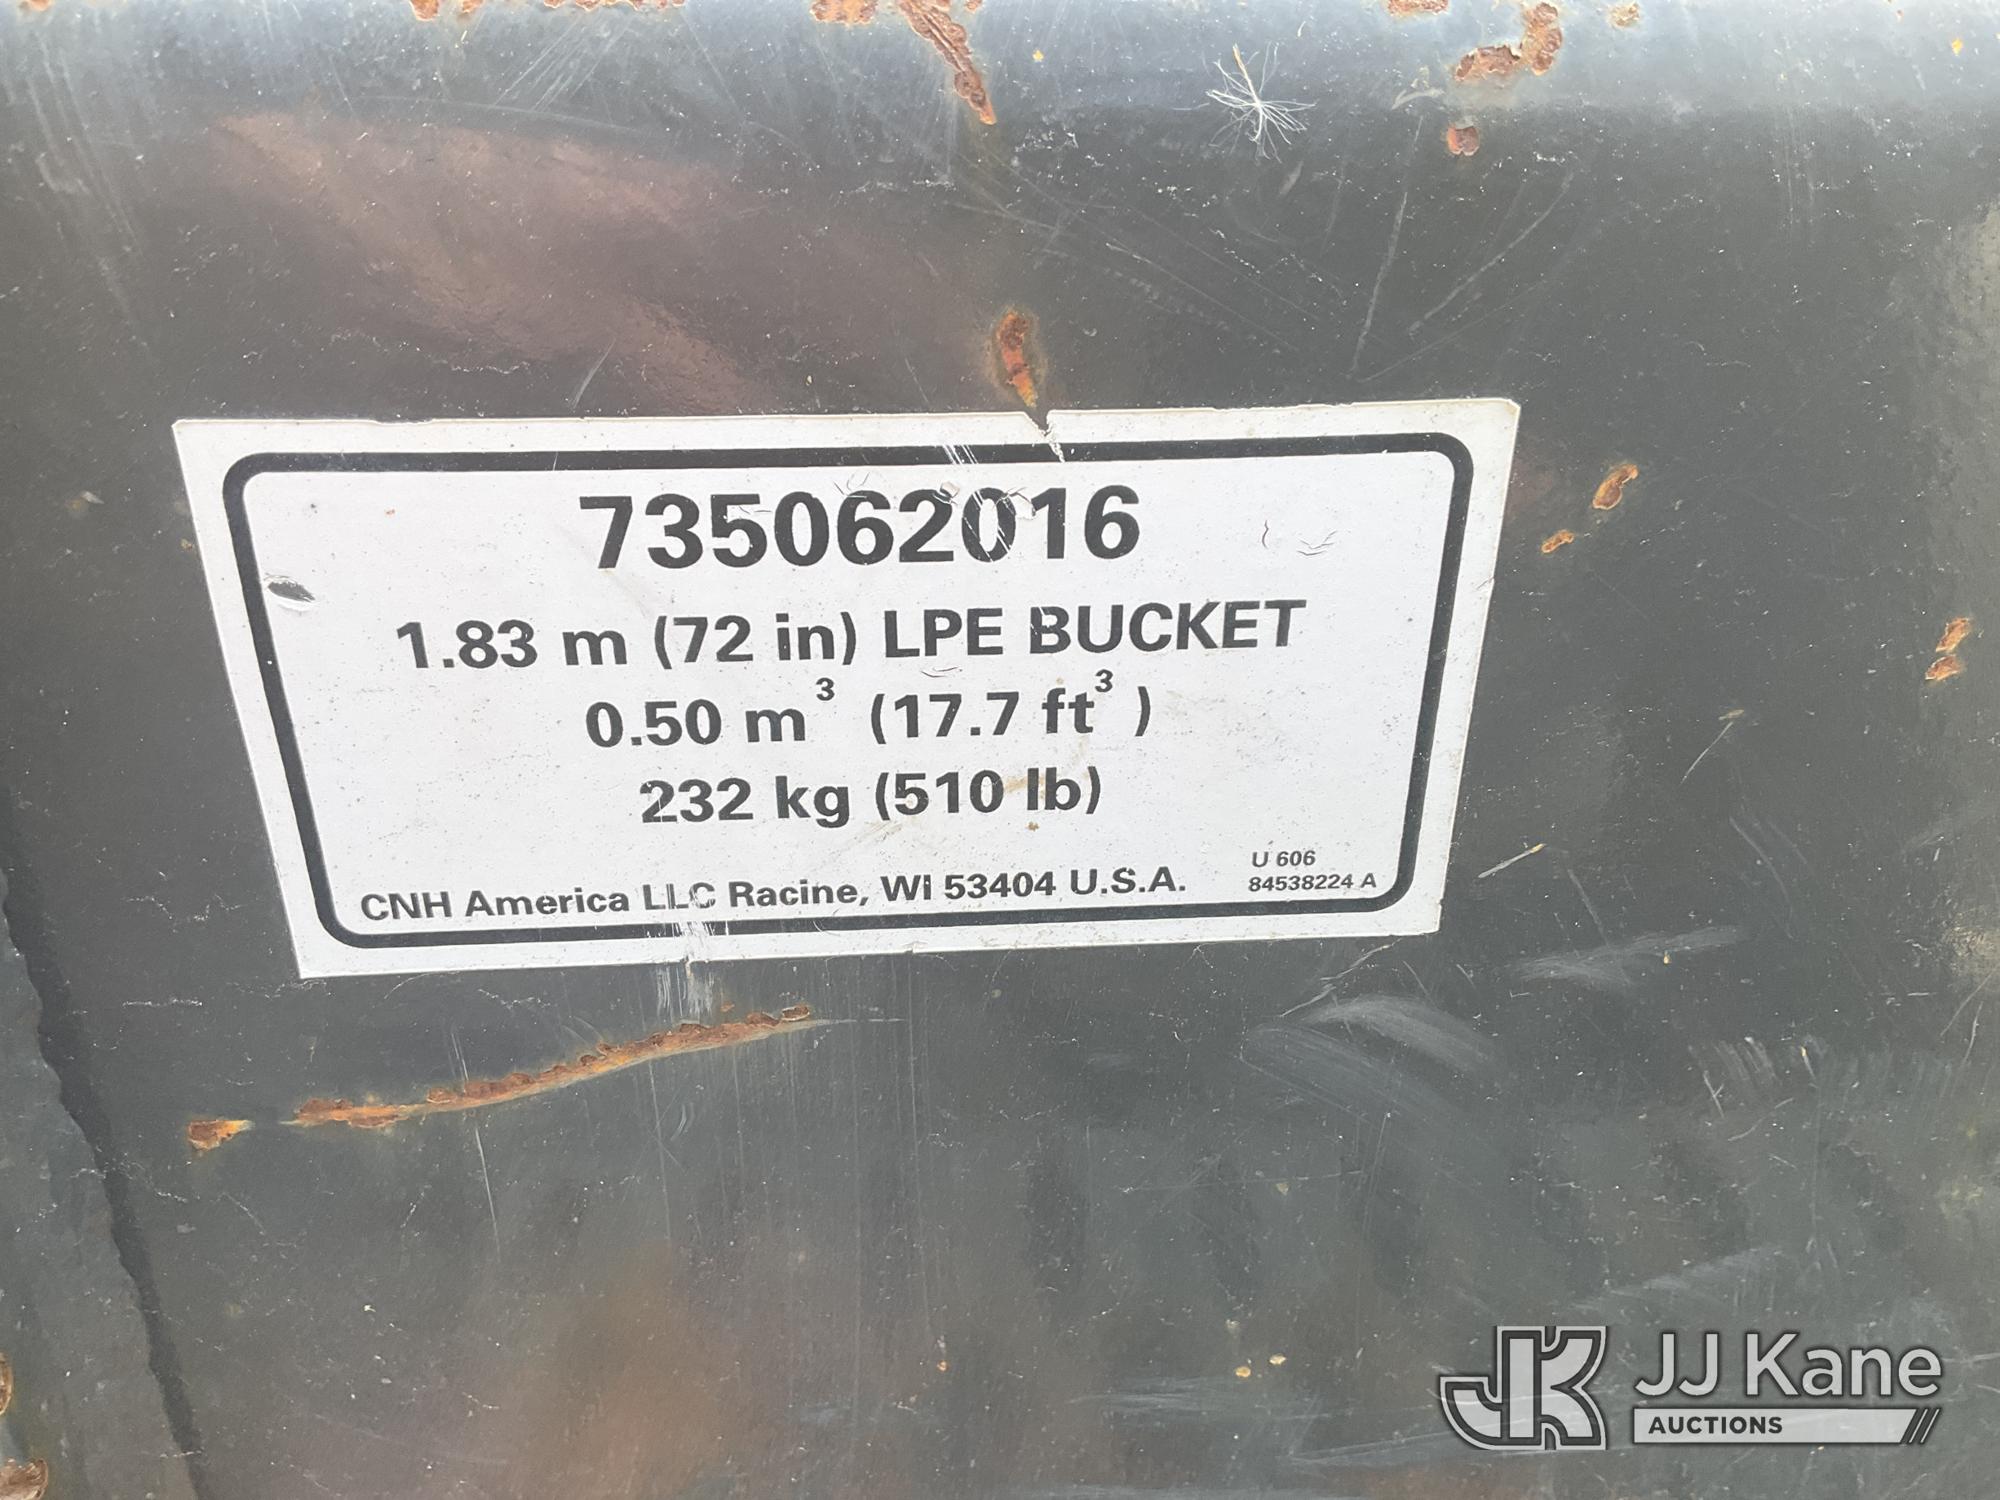 735062016
1.83 m (72 in) LPE BUCKET
0.50 m³ (17.7 ft³ )
232 kg (510 lb)
CNH America LLC Racine, WI 53404 U.S.A.
U 606
84538224 A
JK JJ Kane
AUCTIONS